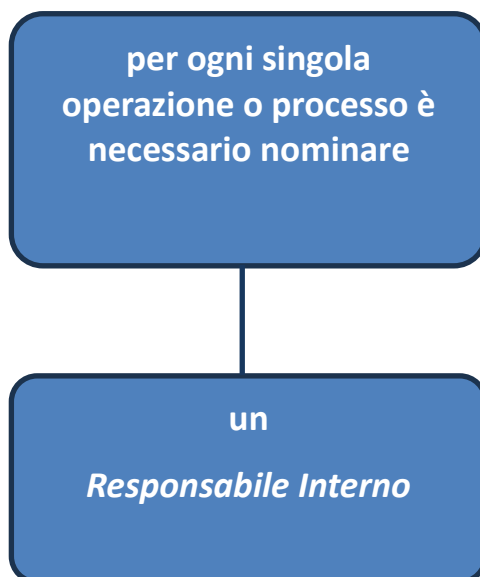 per ogni singola
operazione o processo è
necessario nominare
un
Responsabile Interno